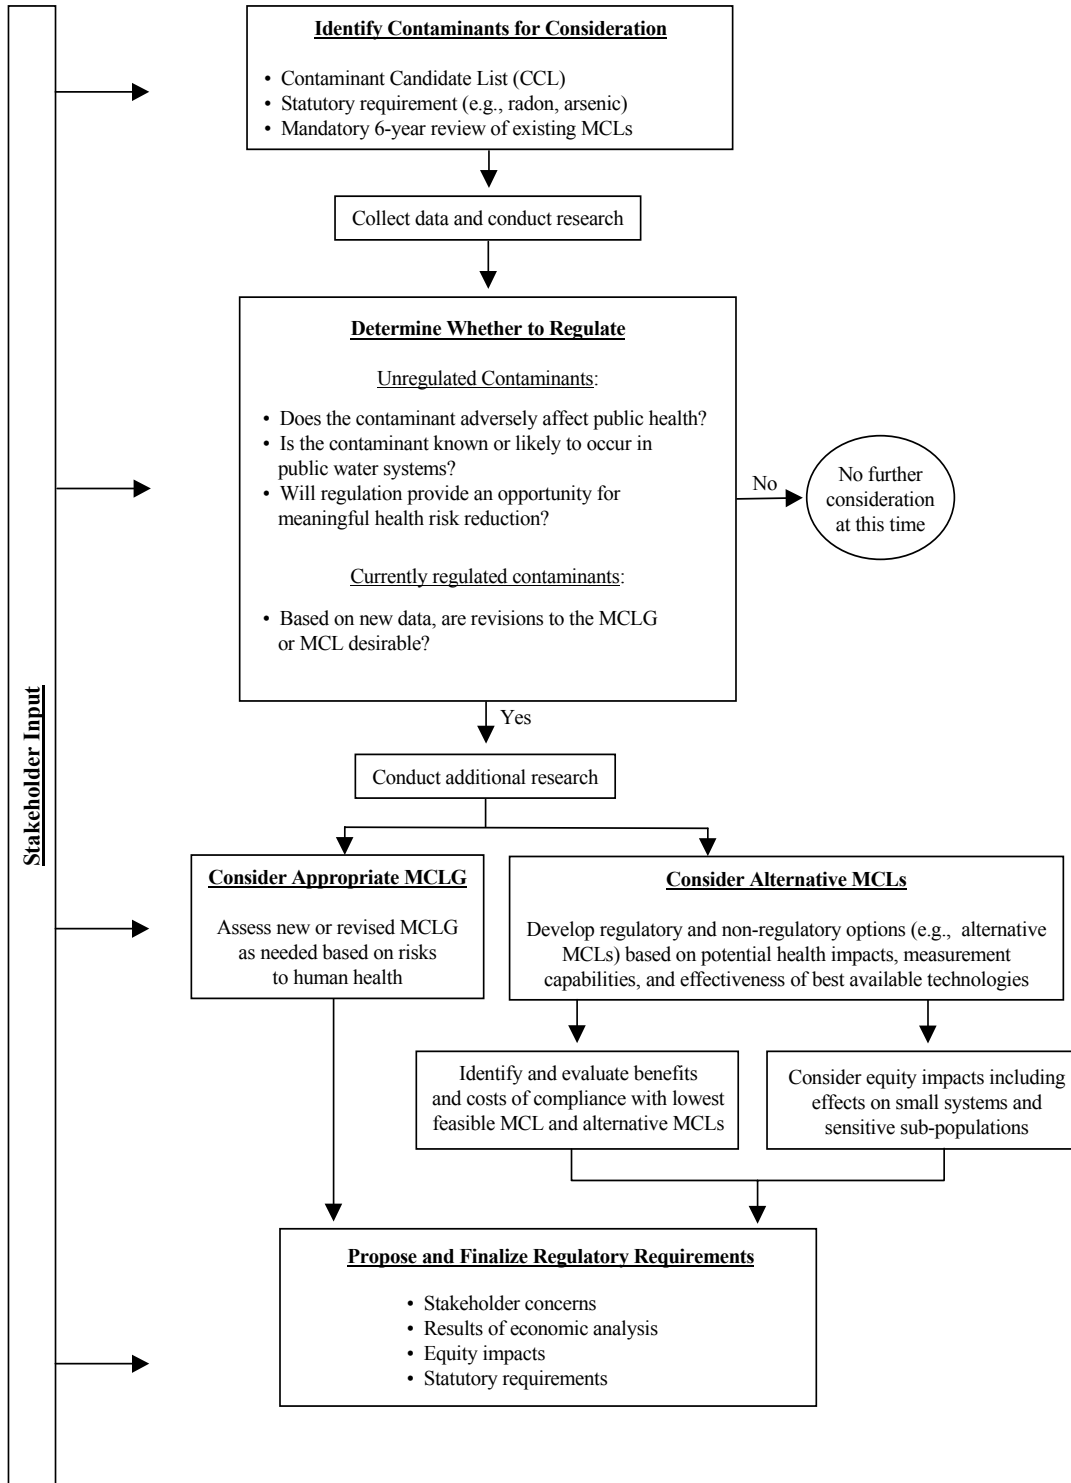 Stakeholder Input
Identify Contaminants for Consideration
• Contaminant Candidate List (CCL)
• Statutory requirement (e.g., radon, arsenic)
• Mandatory 6-year review of existing MCLs
Collect data and conduct research
Determine Whether to Regulate
Unregulated Contaminants:
• Does the contaminant adversely affect public health?
• Is the contaminant known or likely to occur in
public water systems?
• Will regulation provide an opportunity for
meaningful health risk reduction?
Currently regulated contaminants:
• Based on new data, are revisions to the MCLG
or MCL desirable?
No
No further
consideration
at this time
Yes
Conduct additional research
Consider Appropriate MCLG
Assess new or revised MCLG
as needed based on risks
to human health
Consider Alternative MCLs
Develop regulatory and non-regulatory options (e.g., alternative
MCLs) based on potential health impacts, measurement
capabilities, and effectiveness of best available technologies
Identify and evaluate benefits
and costs of compliance with lowest
feasible MCL and alternative MCLs
Consider equity impacts including
effects on small systems and
sensitive sub-populations
Propose and Finalize Regulatory Requirements
• Stakeholder concerns
• Results of economic analysis
• Equity impacts
• Statutory requirements